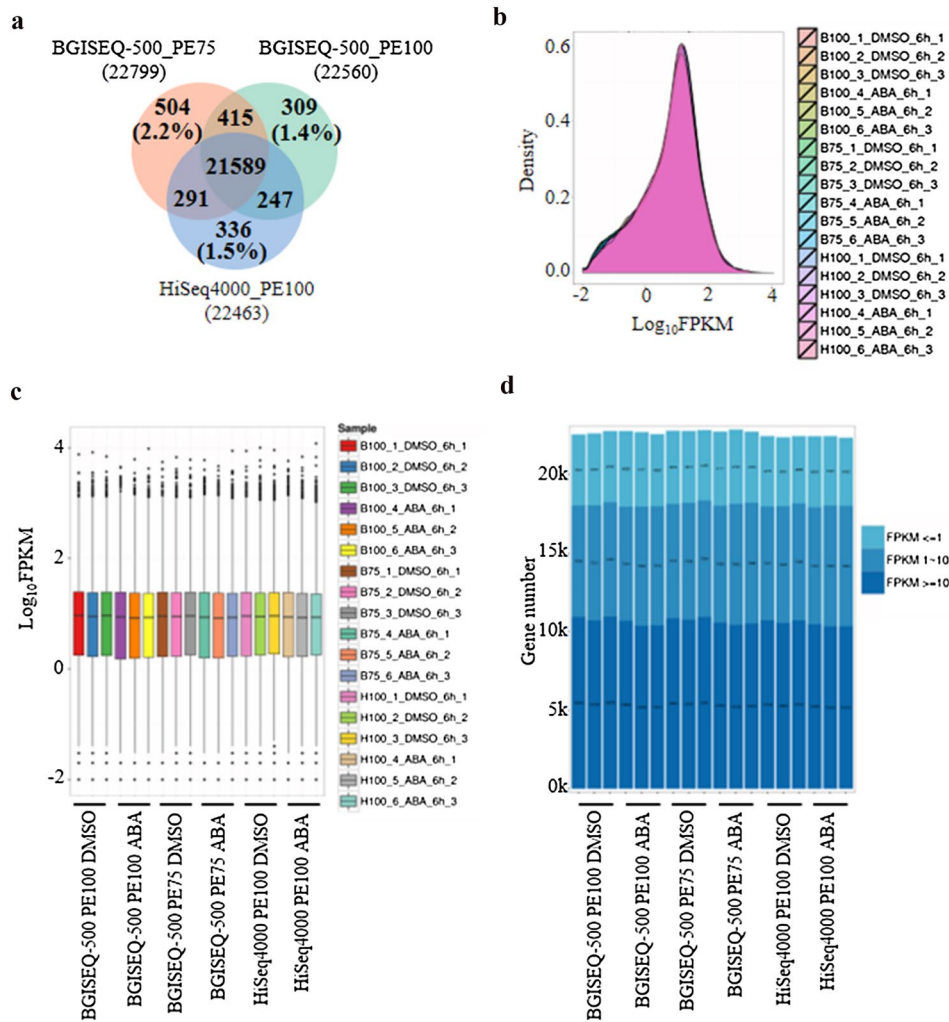 a
BGISEQ-500_PE75
(22799)
BGISEQ-500_PE100
(22560)
504
(2.2%)
415
309
(1.4%)
21589
291
247
336
(1.5%)
HiSeq4000_PE100
(22463)
b
0.6
0.4
0.2
0.0
Density
-2
0
2
4
Log10FPKM
B100_1_DMSO_6h_1
B100_2_DMSO_6h_2
B100_3_DMSO_6h_3
B100_4_ABA_6h_1
B100_5_ABA_6h_2
B100_6_ABA_6h_3
B75_1_DMSO_6h_1
B75_2_DMSO_6h_2
B75_3_DMSO_6h_3
B75_4_ABA_6h_1
B75_5_ABA_6h_2
B75_6_ABA_6h_3
H100_1_DMSO_6h_1
H100_2_DMSO_6h_2
H100_3_DMSO_6h_3
H100_4_ABA_6h_1
H100_5_ABA_6h_2
H100_6_ABA_6h_3
c
4
2
0
-2
Log10FPKM
Sample
B100_1_DMSO_6h_1
B100_2_DMSO_6h_2
B100_3_DMSO_6h_3
B100_4_ABA_6h_1
B100_5_ABA_6h_2
B100_6_ABA_6h_3
B75_1_DMSO_6h_1
B75_2_DMSO_6h_2
B75_3_DMSO_6h_3
B75_4_ABA_6h_1
B75_5_ABA_6h_2
B75_6_ABA_6h_3
H100_1_DMSO_6h_1
H100_2_DMSO_6h_2
H100_3_DMSO_6h_3
H100_4_ABA_6h_1
H100_5_ABA_6h_2
H100_6_ABA_6h_3
BGISEQ-500 PE100 DMSO
BGISEQ-500 PE100 ABA
BGISEQ-500 PE75 DMSO
BGISEQ-500 PE75 ABA
HiSeq4000 PE100 DMSO
HiSeq4000 PE100 ABA
d
20k
15k
10k
5k
0k
Gene number
FPKM <=1
FPKM 1~10
FPKM >=10
BGISEQ-500 PE100 DMSO
BGISEQ-500 PE100 ABA
BGISEQ-500 PE75 DMSO
BGISEQ-500 PE75 ABA
HiSeq4000 PE100 DMSO
HiSeq4000 PE100 ABA